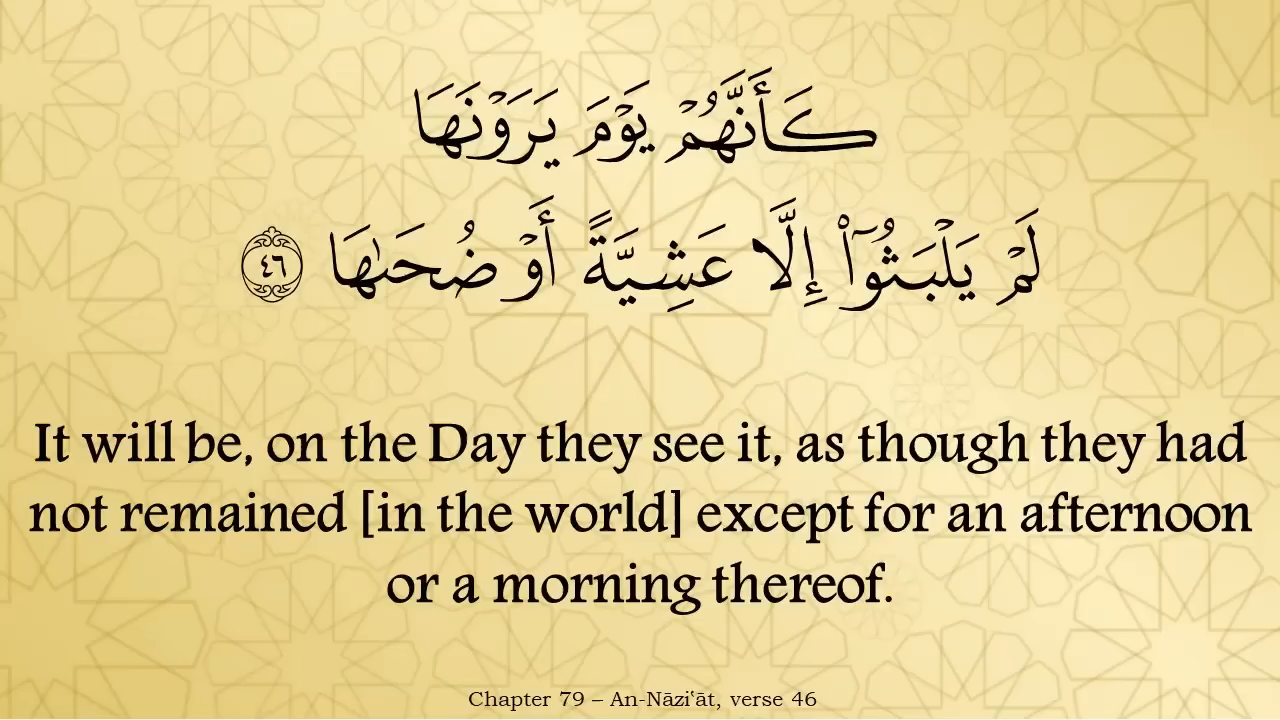 كَأَنَّهُمْ يَوْمَ يَرَوْنَهَا
لَمْ يَلْبَثُوٓا۟ إِلَّا عَشِيَّةً أَوْ ضُحَىٰهَا ٤٦
It will be, on the Day they see it, as though they had
not remained [in the world] except for an afternoon
or a morning thereof.
Chapter 79 – An-Nāzi‛āt, verse 46